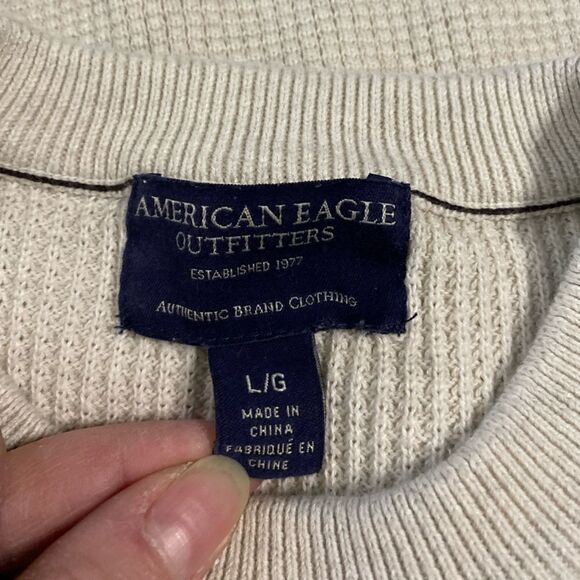 AMERICAN EAGLE
OUTFITTERS
ESTABLISHED 1977
AUTHENTIC BRAND CLOTHING
L/G
MADE IN
CHINA
FABRIQUÉ EN
CHINE